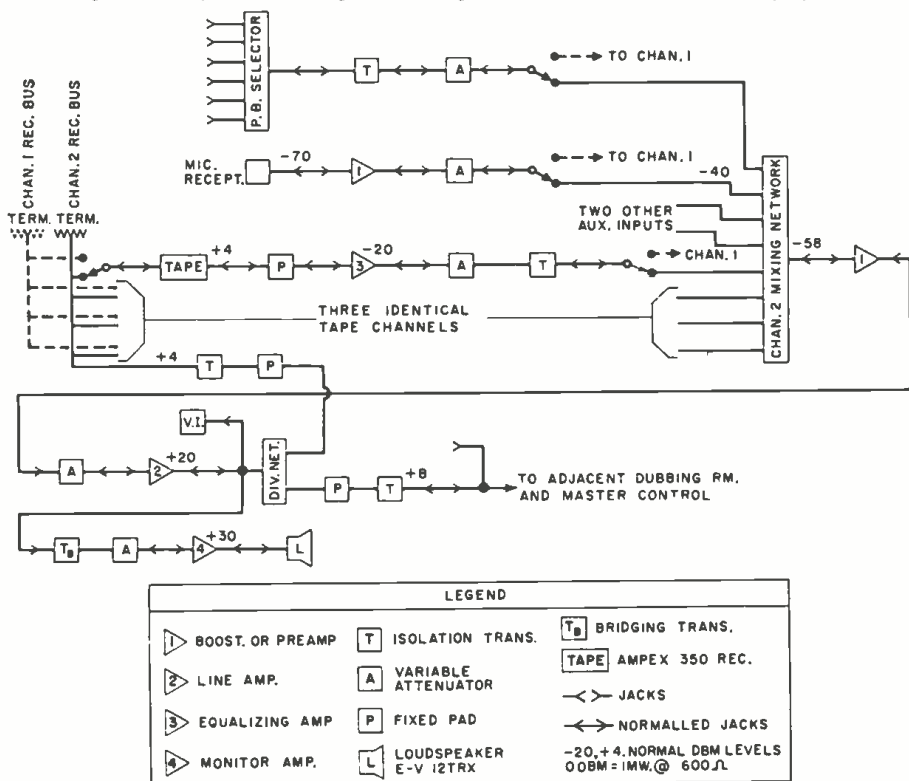 P. B. SELECTOR
T
A
TO CHAN. 1
CHAN. 1 REC. BUS
CHAN. 2 REC. BUS
MIC. RECEPT.
-70
1
A
TO CHAN. 1
-40
TWO OTHER
AUX. INPUTS
CHAN. 2 MIXING NETWORK
-58
1
TERM.
TERM.
TAPE
+4
P
-20
3
A
T
CHAN. 1
THREE IDENTICAL
TAPE CHANNELS
+4
T
P
V.I.
A
2
+20
DIV. NET.
P
T
+8
TO ADJACENT DUBBING RM.
AND MASTER CONTROL
TB
A
4
+30
L
LEGEND
1 BOOST. OR PREAMP
2 LINE AMP.
3 EQUALIZING AMP
4 MONITOR AMP.
T ISOLATION TRANS.
A VARIABLE
ATTENUATOR
P FIXED PAD
L LOUDSPEAKER
E-V 12TRX
TB BRIDGING TRANS.
TAPE AMPEX 350 REC.
JACKS
NORMALLED JACKS
-20,+4, NORMAL DBM LEVELS
0 DBM = 1MW. @ 600Ω